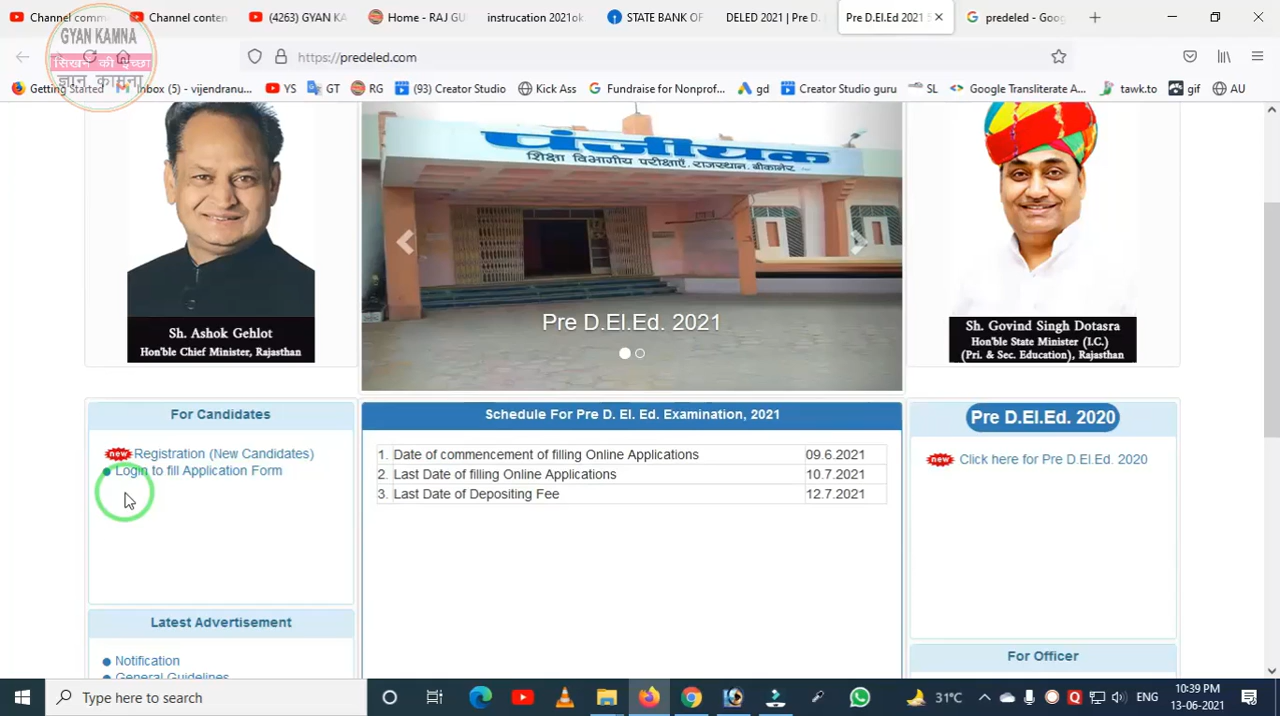 Channel comm
Channel conten
(4263) GYAN KA
Home - RAJ GU
instrucation 2021ok
STATE BANK OF
DELED 2021 | Pre D.
Pre D.El.Ed 2021
predeled - Goog
GYAN KAMNA
सिखने की इच्छा
ज्ञान कामना
https://predeled.com
Getting Started
Inbox (5) - vijendranu...
YS
GT
RG
(93) Creator Studio
Kick Ass
Fundraise for Nonprof...
gd
Creator Studio guru
SL
Google Transliterate A...
tawk.to
gif
AU
पंजीयक
शिक्षा विभागीय परीक्षाएँ, राजस्थान, बीकानेर
Pre D.El.Ed. 2021
Sh. Ashok Gehlot
Hon'ble Chief Minister, Rajasthan
Sh. Govind Singh Dotasra
Hon'ble State Minister (I.C.)
(Pri. & Sec. Education), Rajasthan
For Candidates
new Registration (New Candidates)
Login to fill Application Form
Schedule For Pre D. El. Ed. Examination, 2021
1. Date of commencement of filling Online Applications 09.6.2021
2. Last Date of filling Online Applications 10.7.2021
3. Last Date of Depositing Fee 12.7.2021
Pre D.El.Ed. 2020
new Click here for Pre D.El.Ed. 2020
Latest Advertisement
Notification
General Guidelines
For Officer
Type here to search
31°C
ENG
10:39 PM
13-06-2021